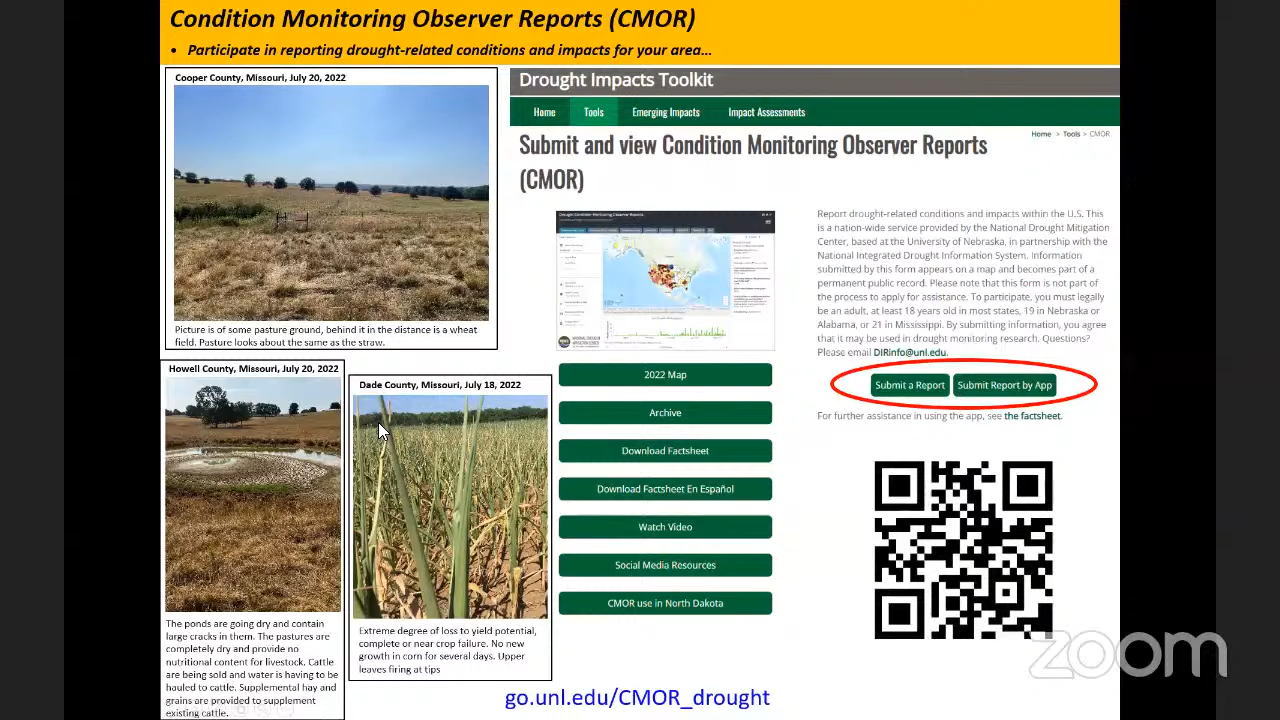 Condition Monitoring Observer Reports (CMOR)
• Participate in reporting drought-related conditions and impacts for your area…
Cooper County, Missouri, July 20, 2022
Picture is of some pasture ground, behind it in the distance is a wheat
field. Pasture looks about the same as the straw.
Howell County, Missouri, July 20, 2022
The ponds are going dry and contain
large cracks in them. The pastures are
completely dry and provide no
nutritional content for livestock. Cattle
are being sold and water is having to be
hauled to cattle. Supplemental hay and
grains are provided to supplement
existing cattle.
Dade County, Missouri, July 18, 2022
Extreme degree of loss to yield potential,
complete or near crop failure. No new
growth in corn for several days. Upper
leaves firing at tips
Drought Impacts Toolkit
Home Tools Emerging Impacts Impact Assessments
Home > Tools > CMOR
Submit and view Condition Monitoring Observer Reports
(CMOR)
2022 Map
Archive
Download Factsheet
Download Factsheet En Español
Watch Video
Social Media Resources
CMOR use in North Dakota
Report drought-related conditions and impacts within the U.S. This
is a nation-wide service provided by the National Drought Mitigation
Center, based at the University of Nebraska, in partnership with the
National Integrated Drought Information System. Information
submitted by this form appears on a map and becomes part of a
permanent public record. Please note that this form is not part of
the process to apply for assistance. To participate, you must legally
be an adult, at least 18 years old in most states, 19 in Nebraska or
Alabama, or 21 in Mississippi. By submitting information, you agree
that it may be used in drought monitoring research. Questions?
Please email DIRinfo@unl.edu.
Submit a Report Submit Report by App
For further assistance in using the app, see the factsheet.
go.unl.edu/CMOR_drought
zoom